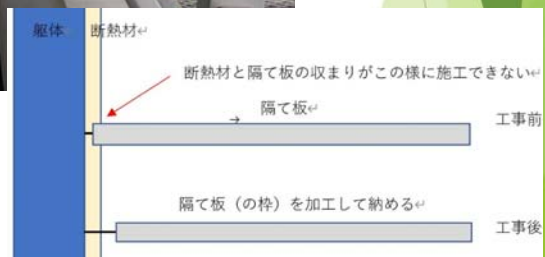 躯体 断熱材↵
断熱材と隔て板の収まりがこの様に施工できない↵
隔て板↵
→
工事前
隔て板（の枠）を加工して納める↵
工事後